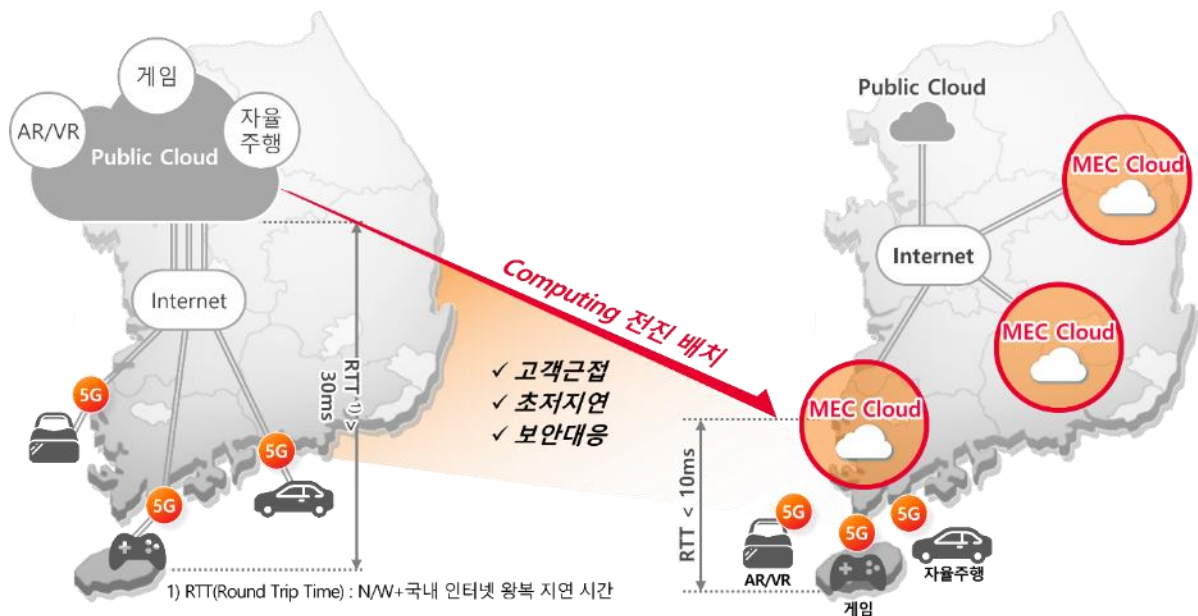 게임
AR/VR
자율
주행
Public Cloud
Internet
5G
5G
5G
RTT 1) >
30ms
Computing 전진 배치
✓ 고객근접
✓ 초저지연
✓ 보안대응
1) RTT(Round Trip Time) : N/W+국내 인터넷 왕복 지연 시간
Public Cloud
MEC Cloud
Internet
MEC Cloud
MEC Cloud
RTT < 10ms
5G
5G
5G
AR/VR
자율주행
게임